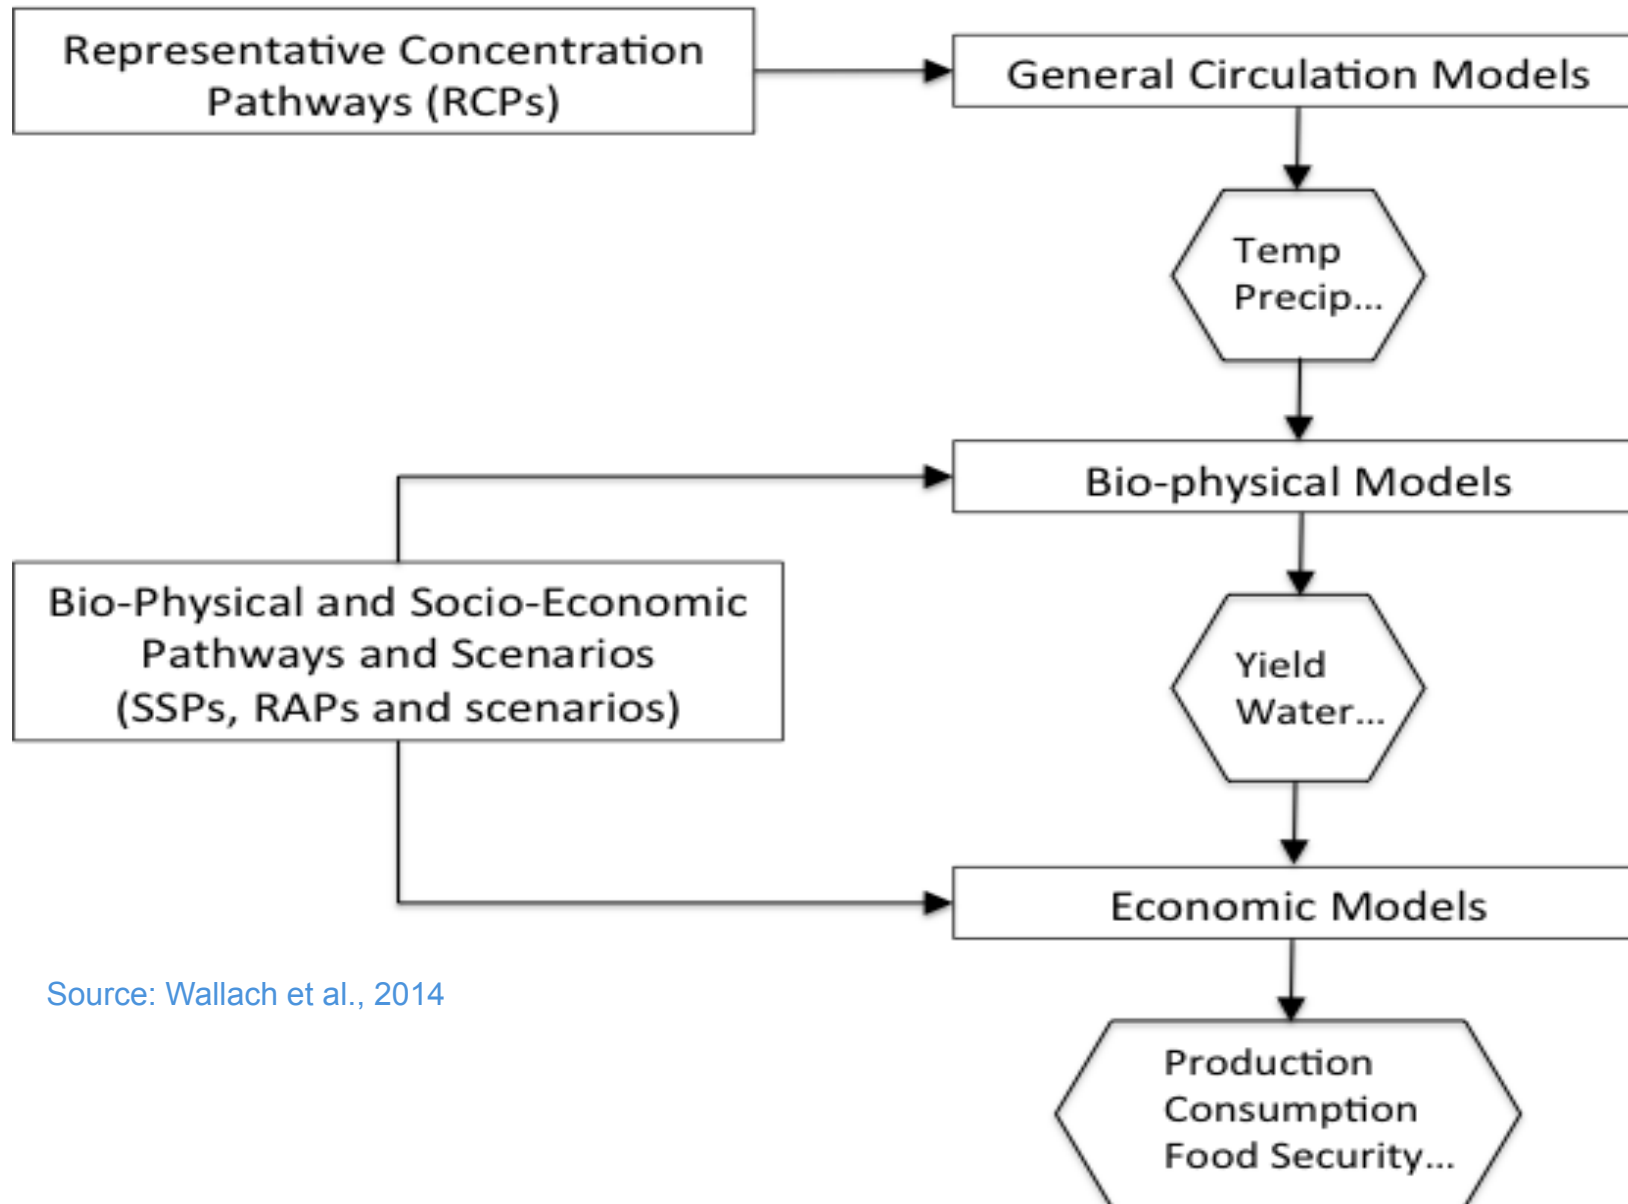 Representative Concentration
Pathways (RCPs)
General Circulation Models
Temp
Precip...
Bio-physical Models
Bio-Physical and Socio-Economic
Pathways and Scenarios
(SSPs, RAPs and scenarios)
Yield
Water...
Economic Models
Source: Wallach et al., 2014
Production
Consumption
Food Security...